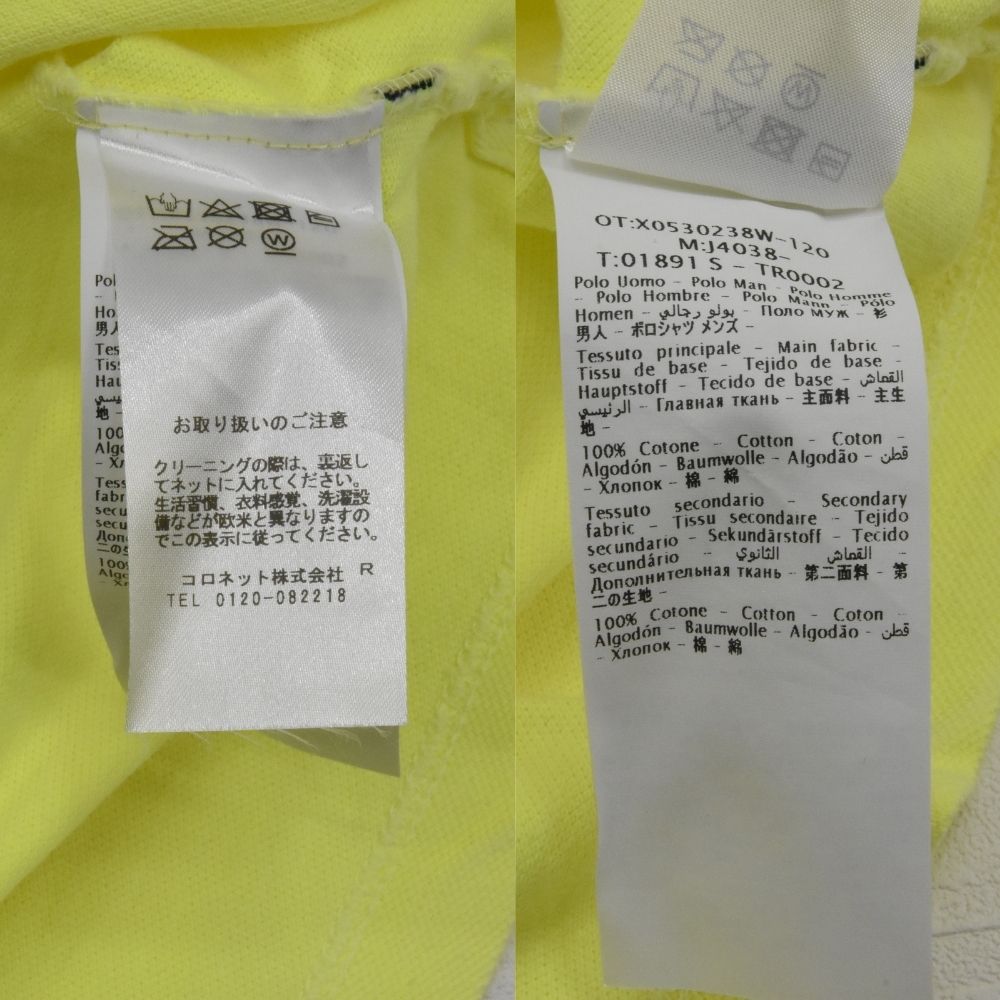 Pol
Ho
男人
Tes
Tiss
Hau
地 -
100
Algo
- Хл
Tess
fabr
secu
secu
Допо
二の生
100%
Algo
お取り扱いのご注意
クリーニングの際は、裏返し
てネットに入れてください。
生活習慣、衣料感覚、洗濯設
備などが欧米と異なりますの
でこの表示に従ってください。
コロネット株式会社 R
TEL 0120-082218
OT:X0530238W-120
M:J4038-
T:01891 S - TR0002
Polo Uomo - Polo Man - Polo Homme
- Polo Hombre - Polo Mann - Pólo
Homen - بولو رجالي - Поло муж - 衫
男人 - ポロシャツ メンズ -
Tessuto principale - Main fabric -
Tissu de base - Tejido de base -
Hauptstoff - Tecido de base - القماش
الرئيسي - Главная ткань - 主面料 - 主生
地 -
100% Cotone - Cotton - Coton -
Algodón - Baumwolle - Algodão - قطن
- Хлопок - 棉 - 綿
Tessuto secondario - Secondary
fabric - Tissu secondaire - Tejido
secundario - Sekundärstoff - Tecido
secundário - القماش الثانوي -
Дополнительная ткань - 第二面料 - 第
二の生地 -
100% Cotone - Cotton - Coton -
Algodón - Baumwolle - Algodão - قطن
- Хлопок - 棉 - 綿